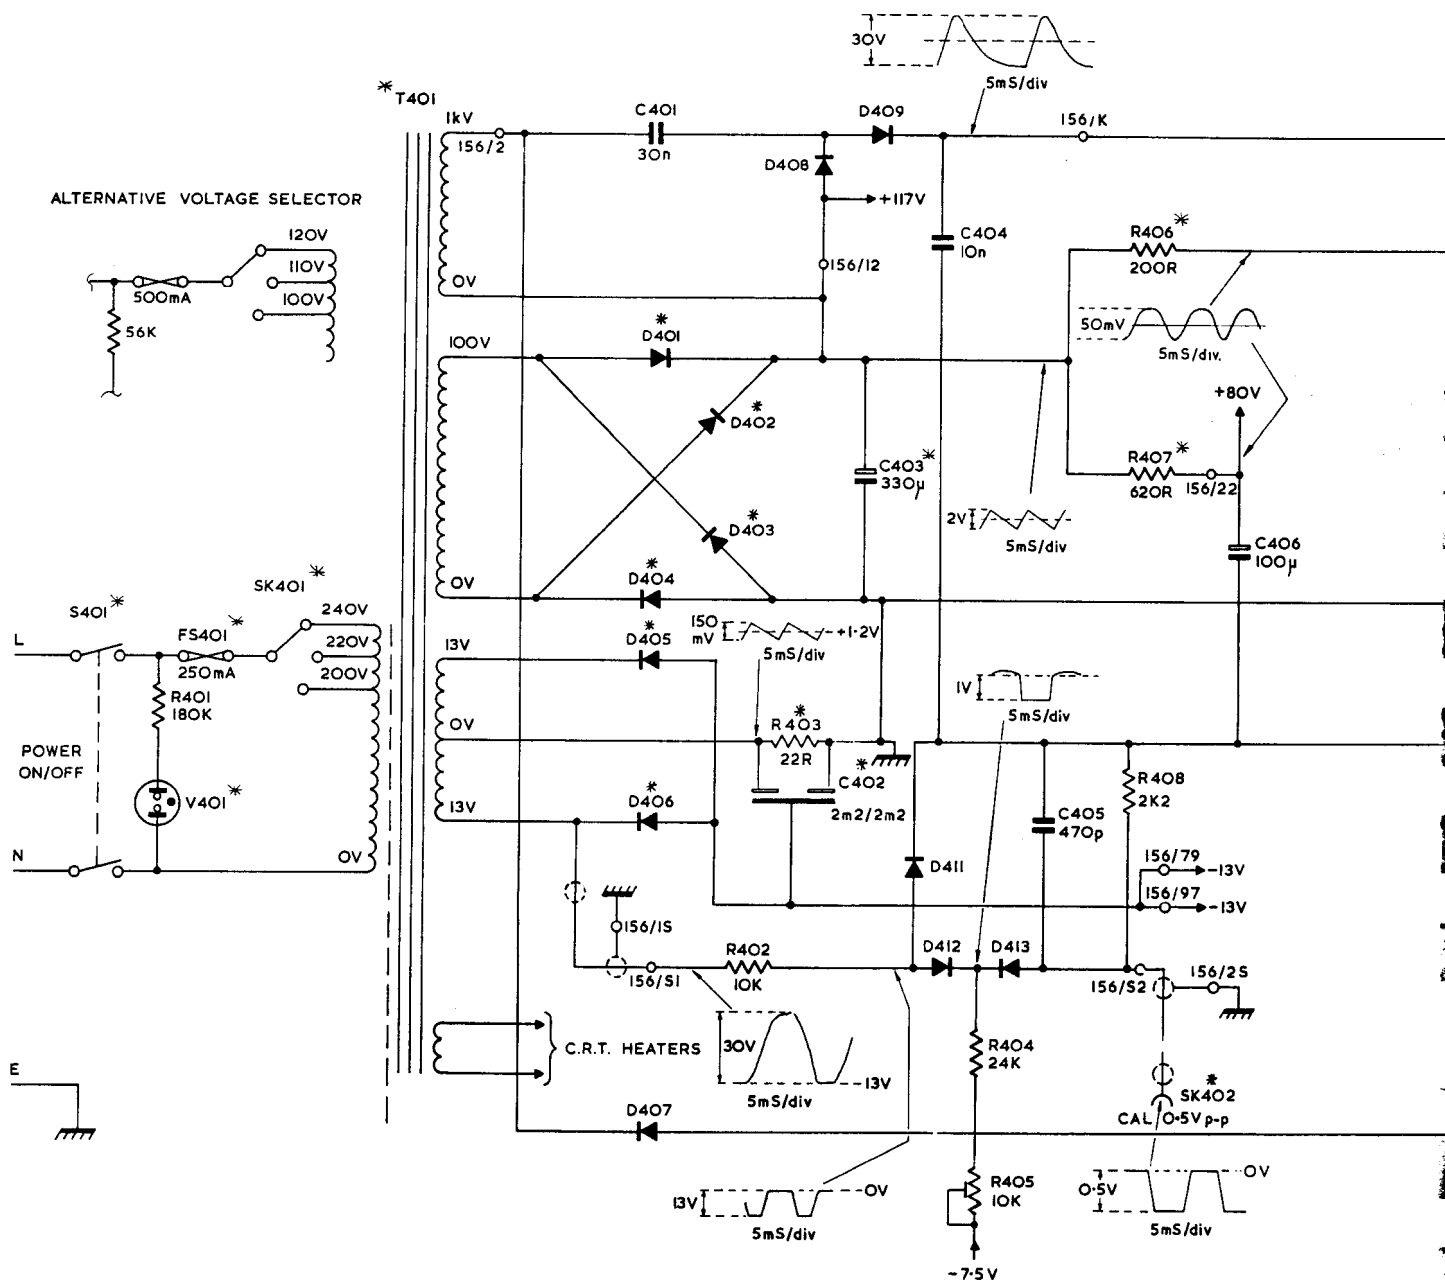 30V
5mS/div
* T401
1kV
156/2
C401
30n
D409
156/K
D408
+117V
ALTERNATIVE VOLTAGE SELECTOR
120V
110V
100V
500mA
56K
0V
156/12
C404
10n
R406 *
200R
50mV
5mS/div.
100V
*
D401
*
D402
*
D403
C403 *
330µ
+80V
R407 *
620R
156/22
2V
5mS/div
C406
100µ
0V
*
D404
S401 *
SK401 *
240V
220V
200V
L
FS401 *
250mA
R401
180K
POWER
ON/OFF
V401 *
N
0V
13V
*
D405
150
mV
+1·2V
5mS/div
0V
*
R403
22R
*
C402
2m2/2m2
13V
*
D406
1V
5mS/div
R408
2K2
C405
470p
D411
156/79
-13V
156/97
-13V
156/1S
156/S1
R402
10K
D412
D413
156/S2
156/2S
E
C.R.T. HEATERS
30V
13V
5mS/div
R404
24K
*
SK402
CAL 0·5V p-p
D407
13V
0V
5mS/div
R405
10K
-7·5V
0·5V
0V
5mS/div